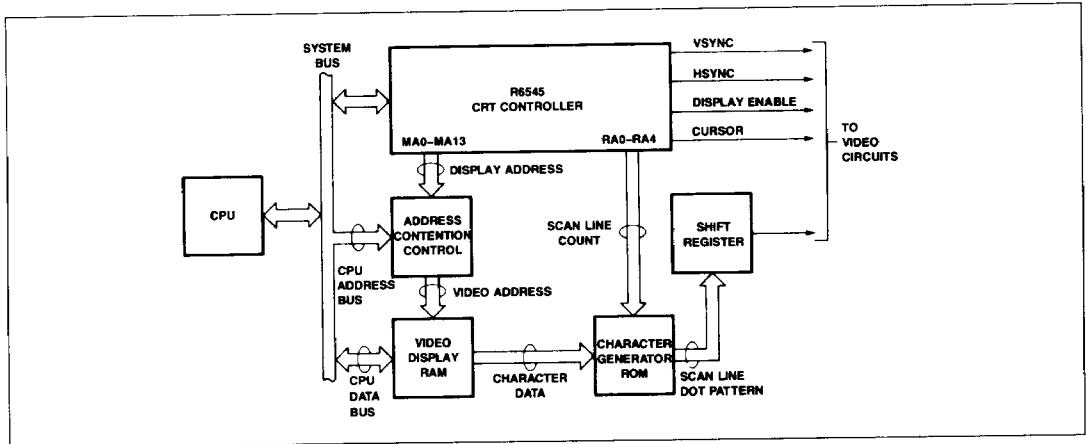 SYSTEM
BUS
R6545
CRT CONTROLLER
MA0–MA13
RA0–RA4
VSYNC
HSYNC
DISPLAY ENABLE
CURSOR
TO
VIDEO
CIRCUITS
DISPLAY ADDRESS
CPU
ADDRESS
CONTENTION
CONTROL
SCAN LINE
COUNT
SHIFT
REGISTER
CPU
ADDRESS
BUS
VIDEO ADDRESS
VIDEO
DISPLAY
RAM
CHARACTER
GENERATOR
ROM
CPU
DATA
BUS
CHARACTER
DATA
SCAN LINE
DOT PATTERN